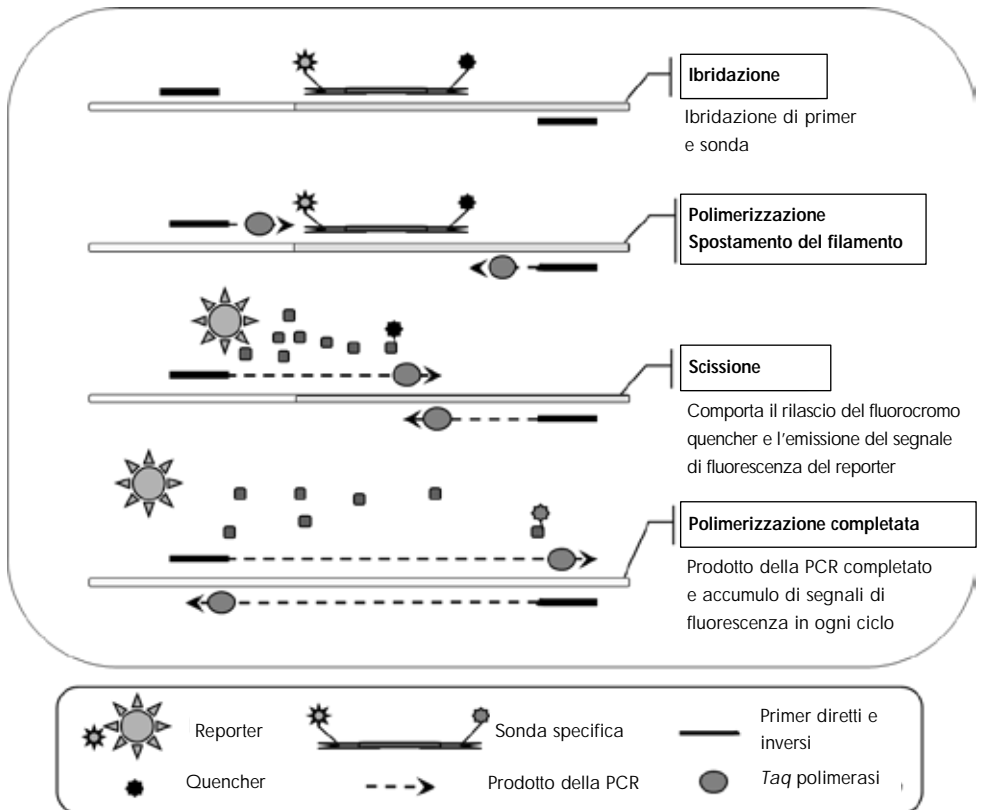 Ibridazione
Ibridazione di primer
e sonda
Polimerizzazione
Spostamento del filamento
Scissione
Comporta il rilascio del fluorocromo
quencher e l'emissione del segnale
di fluorescenza del reporter
Polimerizzazione completata
Prodotto della PCR completato
e accumulo di segnali di
fluorescenza in ogni ciclo
Reporter
Sonda specifica
Primer diretti e
inversi
Quencher
Prodotto della PCR
Taq polimerasi